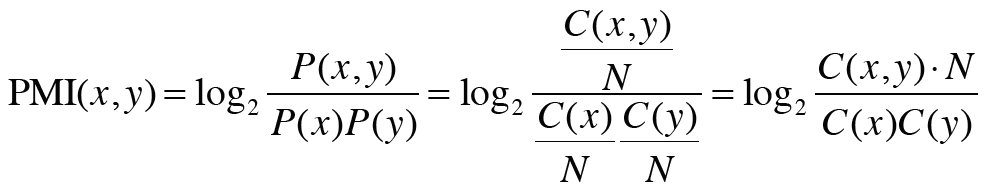 PMI(x,y) = log₂ P(x,y) / P(x)P(y) = log₂ (C(x,y) / N) / ((C(x) / N) (C(y) / N)) = log₂ C(x,y)·N / C(x)C(y)